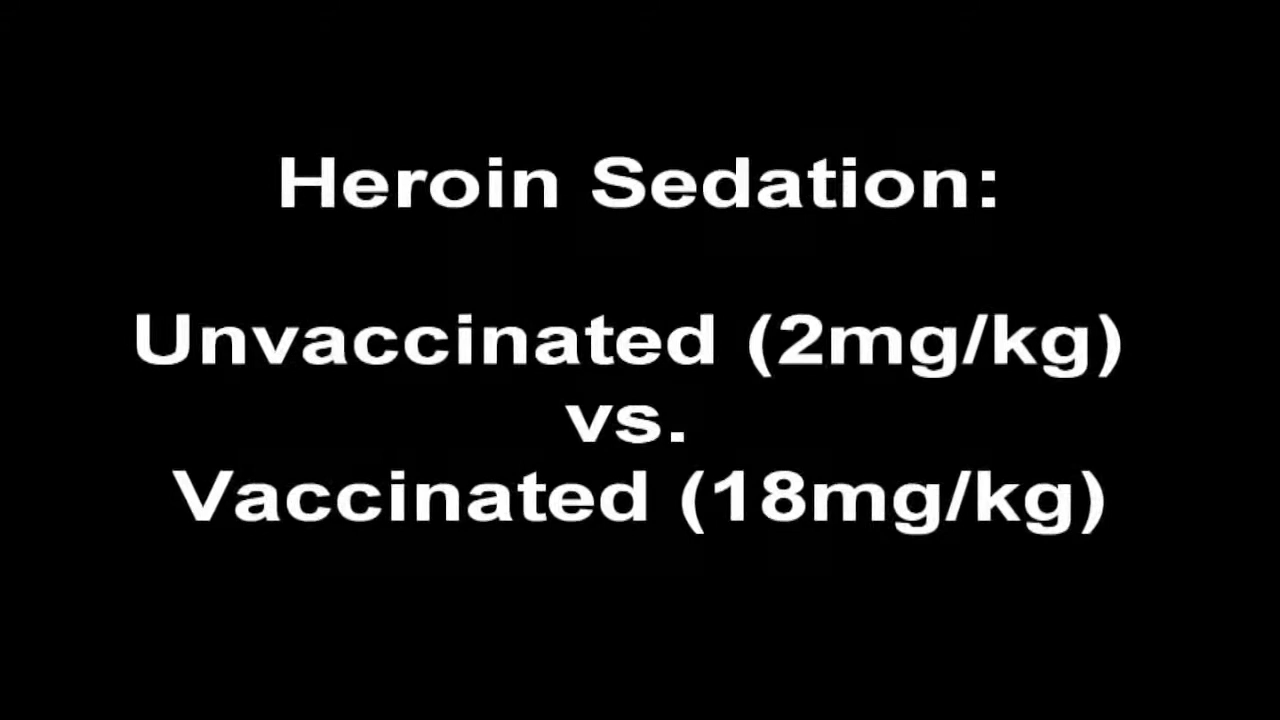 Heroin Sedation:
Unvaccinated (2mg/kg)
vs.
Vaccinated (18mg/kg)